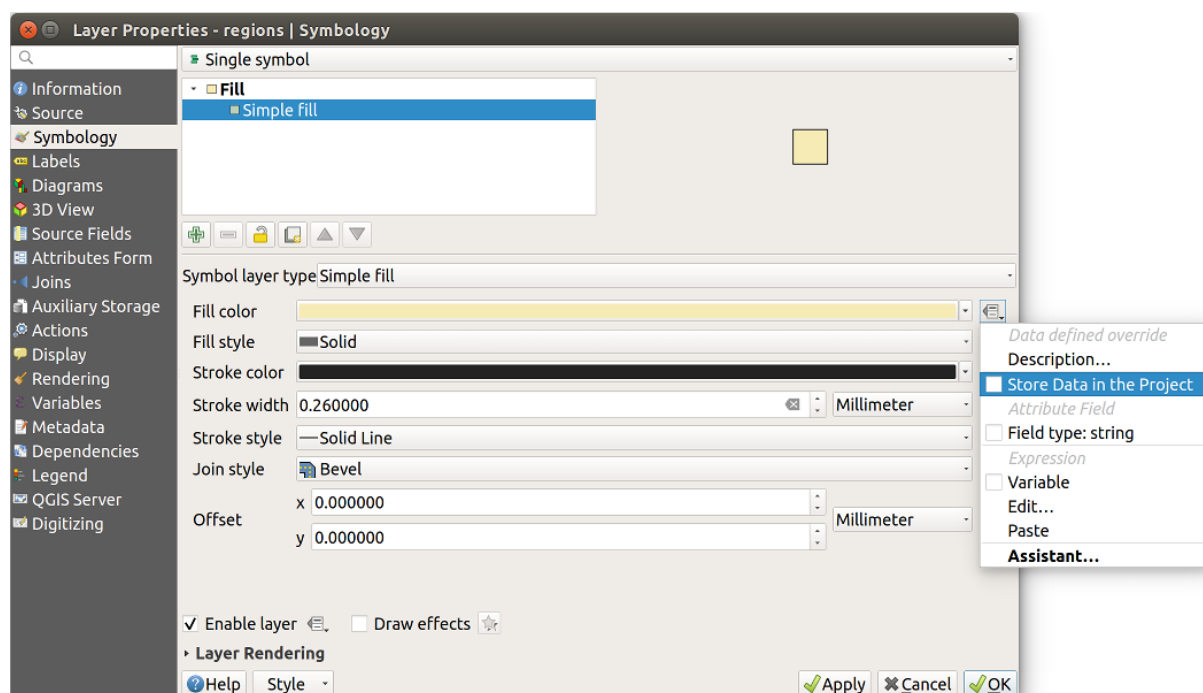 Layer Properties - regions | Symbology
Single symbol
Information
Source
Symbology
Labels
Diagrams
3D View
Source Fields
Attributes Form
Joins
Auxiliary Storage
Actions
Display
Rendering
Variables
Metadata
Dependencies
Legend
QGIS Server
Digitizing
Fill
Simple fill
Symbol layer type Simple fill
Fill color
Fill style Solid
Stroke color
Stroke width 0.260000 Millimeter
Stroke style Solid Line
Join style Bevel
Offset x 0.000000 Millimeter
y 0.000000
Data defined override
Description...
Store Data in the Project
Attribute Field
Field type: string
Expression
Variable
Edit...
Paste
Assistant...
Enable layer Draw effects
Layer Rendering
Help Style Apply Cancel OK